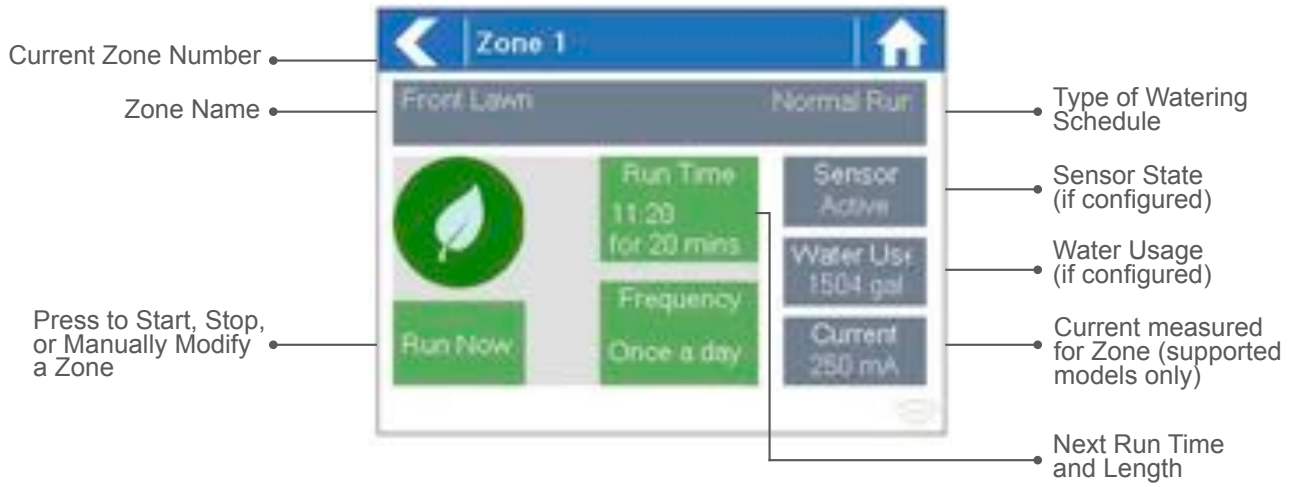 Zone 1
Current Zone Number
Front Lawn
Normal Run
Zone Name
Type of Watering
Schedule
Run Time
11:20
for 20 mins
Sensor
Active
Sensor State
(if configured)
Water Use
1504 gal
Water Usage
(if configured)
Frequency
Once a day
Run Now
Press to Start, Stop,
or Manually Modify
a Zone
Current
250 mA
Current measured
for Zone (supported
models only)
Next Run Time
and Length